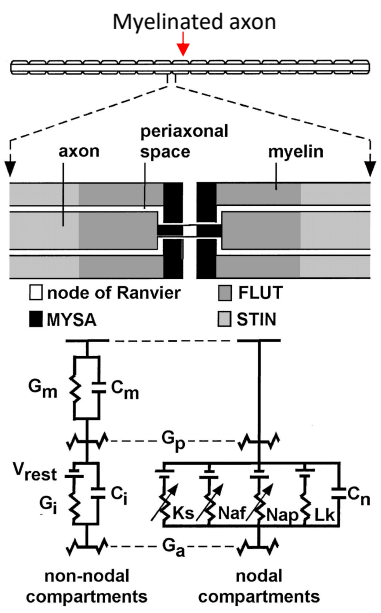 Myelinated axon
periaxonal
space
axon
myelin
node of Ranvier
FLUT
MYSA
STIN
Gm
Cm
Gp
Vrest
Gi
Ci
Ks
Naf
Nap
Lk
Cn
Ga
non-nodal
compartments
nodal
compartments